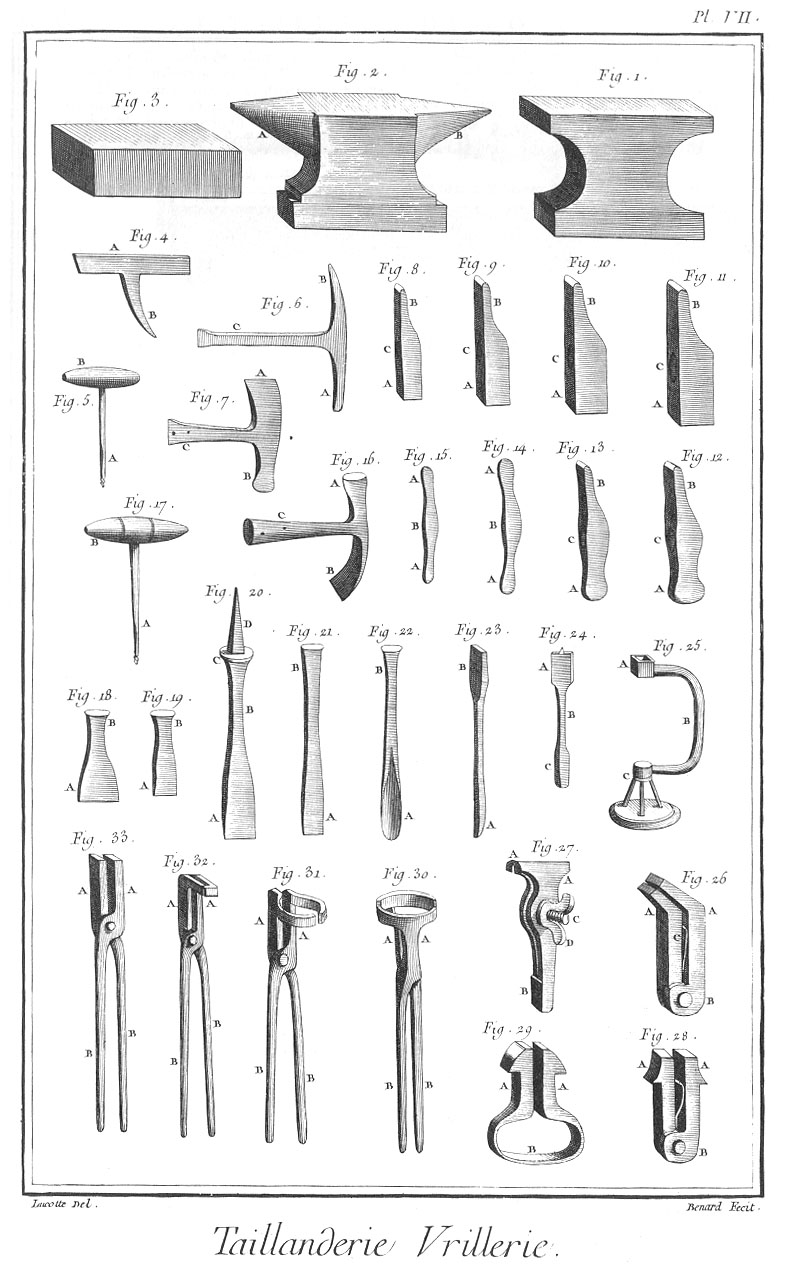 Pl. VII.
Fig. 3.
Fig. 2.
Fig. 1.
A
B
Fig. 4.
A
B
Fig. 6.
B
C
A
Fig. 8.
B
C
A
Fig. 9.
B
C
A
Fig. 10.
B
C
A
Fig. 11.
B
C
A
B
Fig. 5.
A
Fig. 7.
A
C
B
Fig. 16.
A
C
B
Fig. 15.
A
B
A
Fig. 14.
A
B
A
Fig. 13.
B
C
A
Fig. 12.
B
C
A
Fig. 17.
B
A
Fig. 20.
D
C
B
A
Fig. 21.
B
A
Fig. 22.
B
A
Fig. 23.
B
A
Fig. 24.
A
B
C
Fig. 25.
A
B
C
Fig. 18.
B
A
Fig. 19.
B
A
Fig. 33.
A
A
B
B
Fig. 32.
A
A
B
B
Fig. 31.
A
A
B
B
Fig. 30.
A
A
B
B
Fig. 27.
A
A
C
D
B
Fig. 26
A
A
C
B
Fig. 29.
A
A
B
Fig. 28.
A
A
B
Lucotte Del.
Benard Fecit.
Taillanderie Vrillerie.